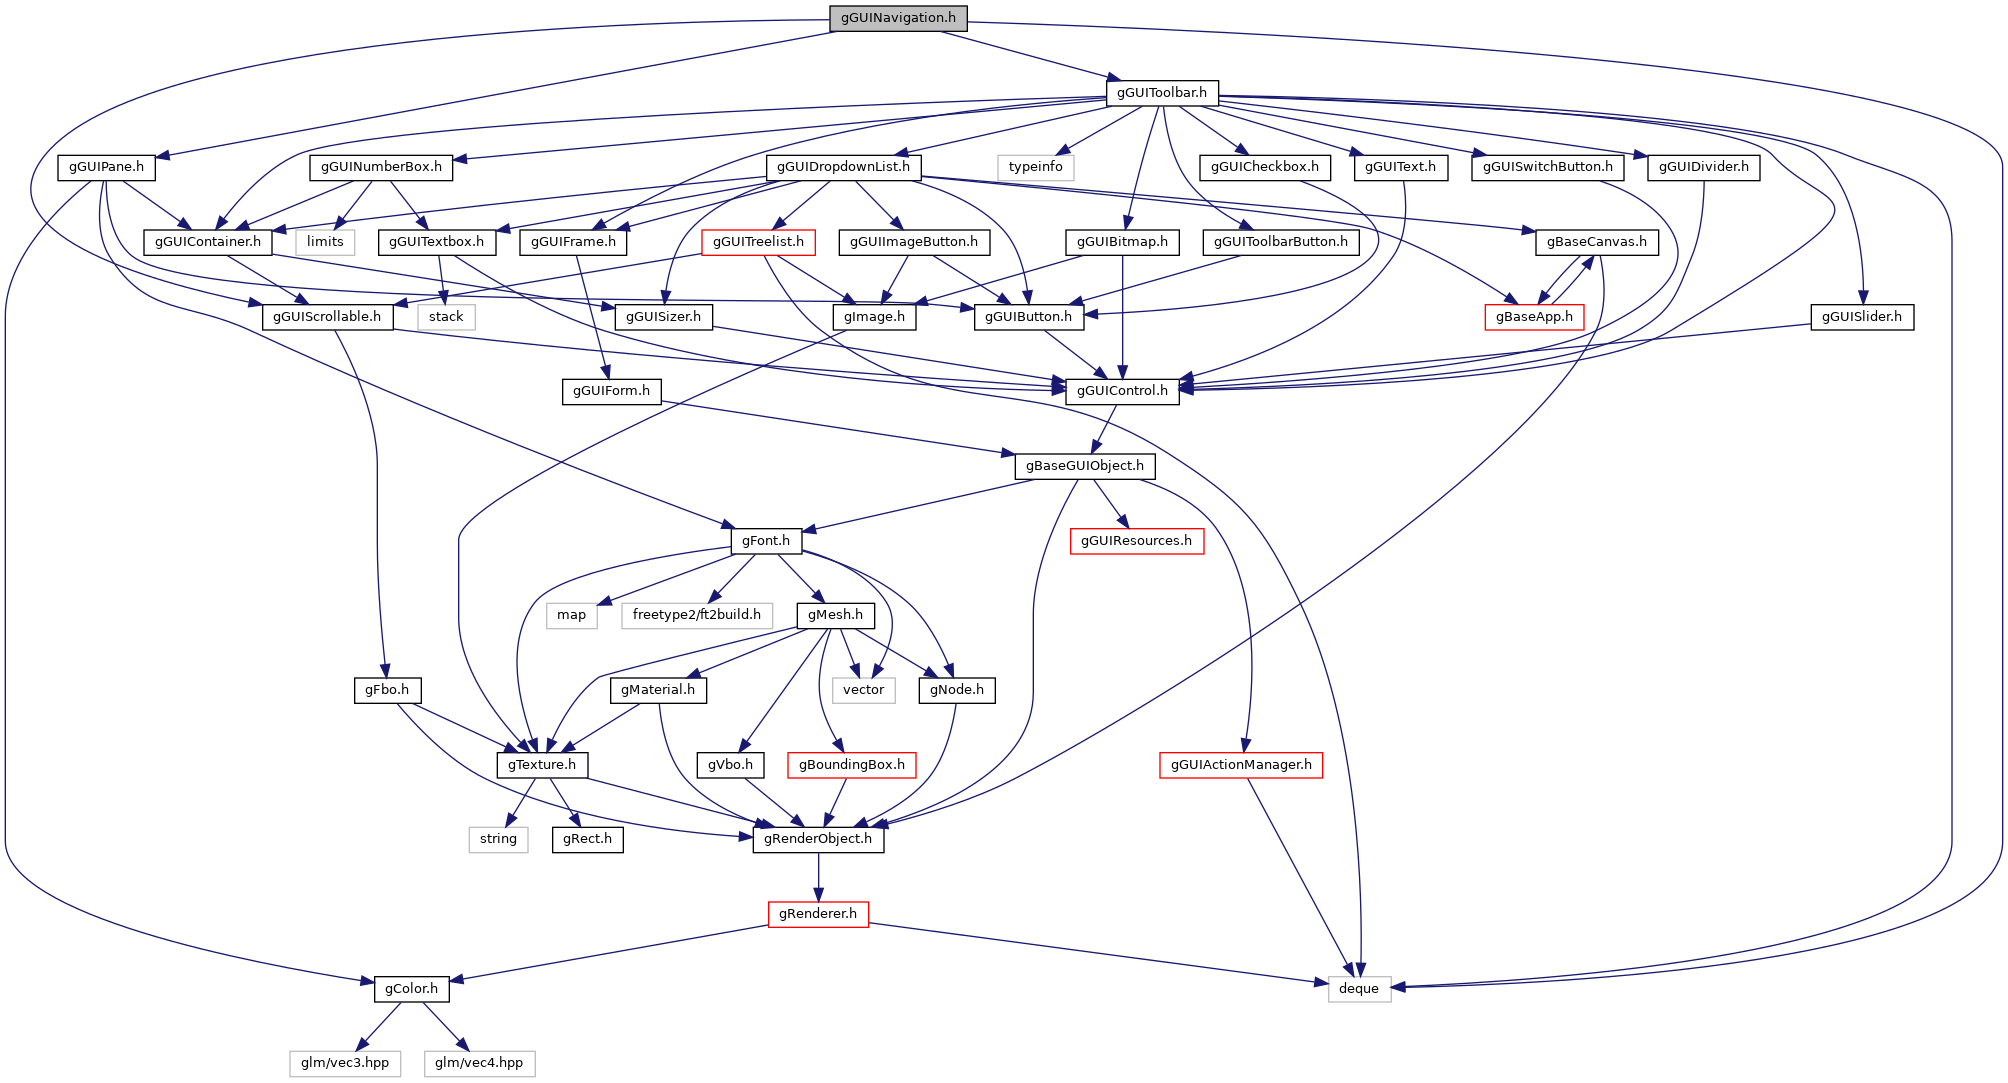 gGUINavigation.h
gGUIToolbar.h
gGUIPane.h
gGUINumberBox.h
gGUIDropdownList.h
typeinfo
gGUICheckbox.h
gGUIText.h
gGUISwitchButton.h
gGUIDivider.h
gGUIContainer.h
limits
gGUITextbox.h
gGUIFrame.h
gGUITreelist.h
gGUIImageButton.h
gGUIBitmap.h
gGUIToolbarButton.h
gBaseCanvas.h
gGUIScrollable.h
stack
gGUISizer.h
gImage.h
gGUIButton.h
gBaseApp.h
gGUISlider.h
gGUIForm.h
gGUIControl.h
gBaseGUIObject.h
gFont.h
gGUIResources.h
map
freetype2/ft2build.h
gMesh.h
gFbo.h
gMaterial.h
vector
gNode.h
gTexture.h
gVbo.h
gBoundingBox.h
gGUIActionManager.h
string
gRect.h
gRenderObject.h
gRenderer.h
gColor.h
deque
glm/vec3.hpp
glm/vec4.hpp